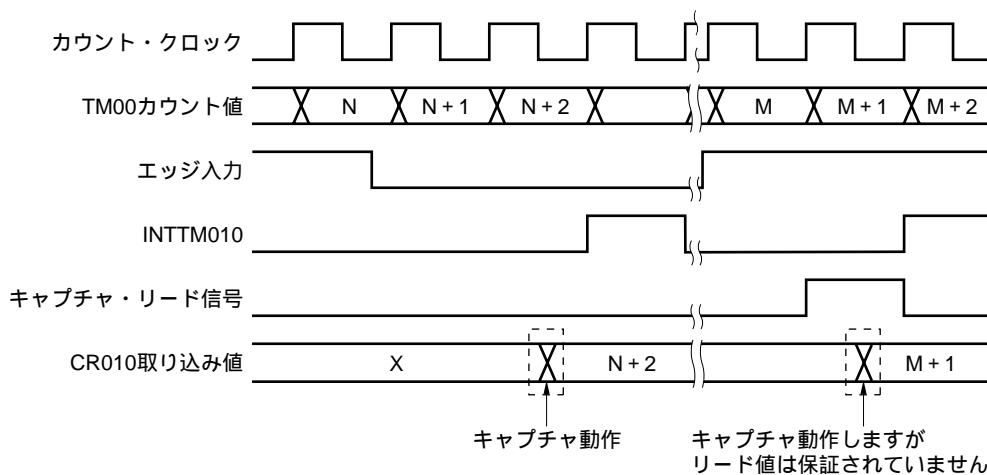 カウント・クロック
TM00カウント値
N
N + 1
N + 2
M
M + 1
M + 2
エッジ入力
INTTM010
キャプチャ・リード信号
CR010取り込み値
X
N + 2
M + 1
キャプチャ動作
キャプチャ動作しますが
リード値は保証されていません